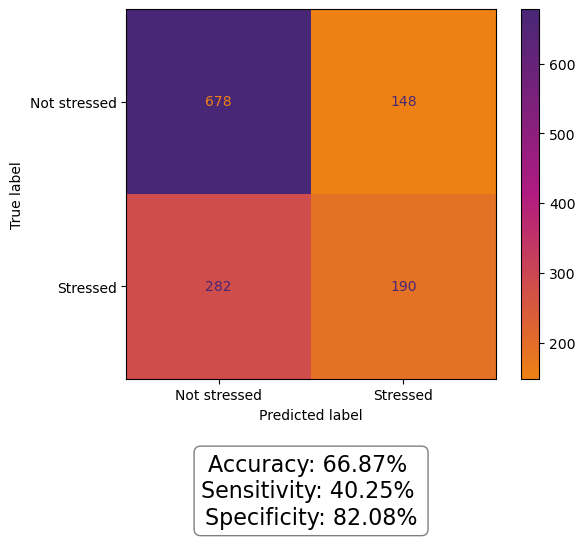 True label
Not stressed
678
148
Stressed
282
190
Not stressed
Stressed
Predicted label
600
500
400
300
200
Accuracy: 66.87%
Sensitivity: 40.25%
Specificity: 82.08%